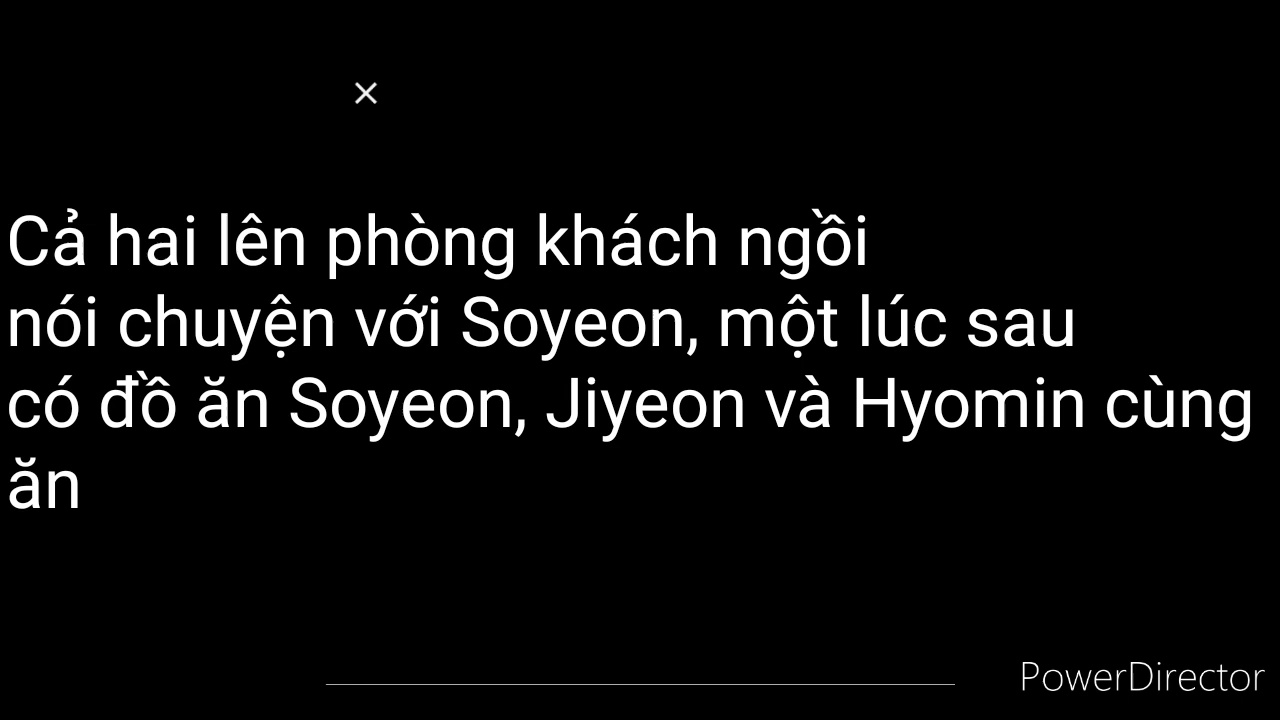 Cả hai lên phòng khách ngồi
nói chuyện với Soyeon, một lúc sau
có đồ ăn Soyeon, Jiyeon và Hyomin cùng
ăn
PowerDirector